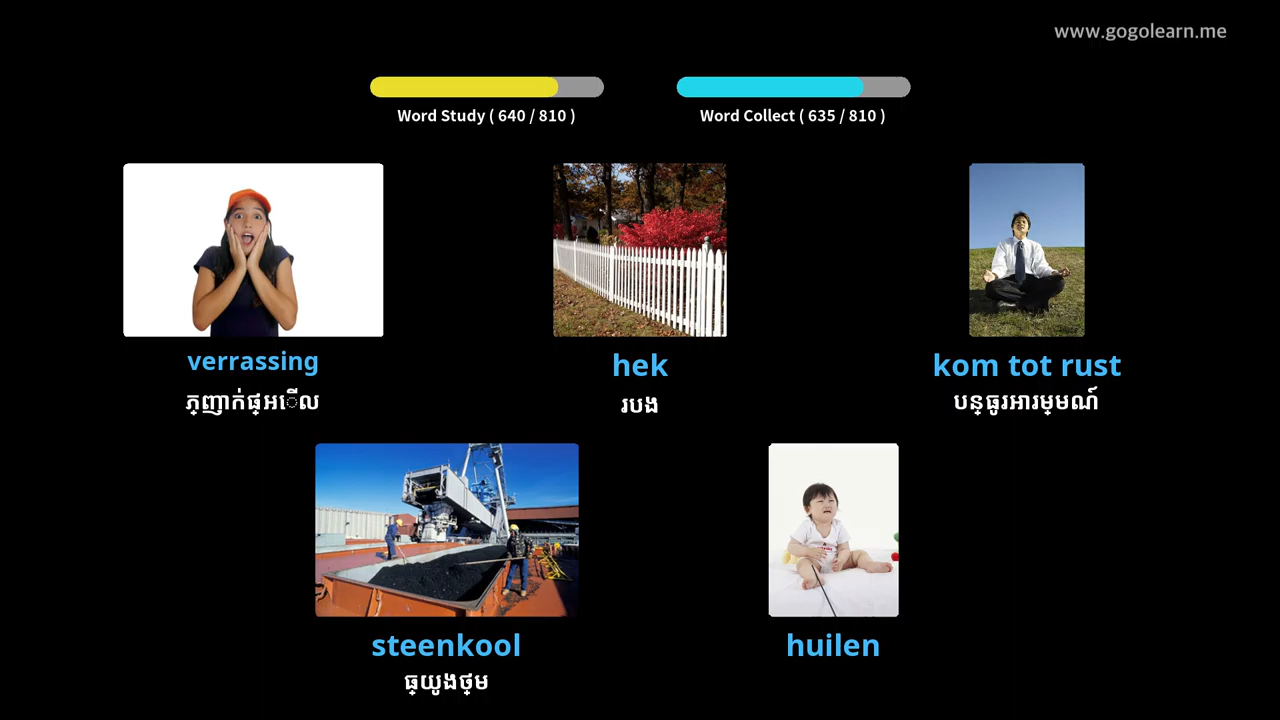 www.gogolearn.me
Word Study ( 640 / 810 )
Word Collect ( 635 / 810 )
verrassing
ភ្ញាក់ផ្អើល
hek
របង
kom tot rust
បន្ធូរអារម្មណ៍
steenkool
ធ្យូងថ្ម
huilen